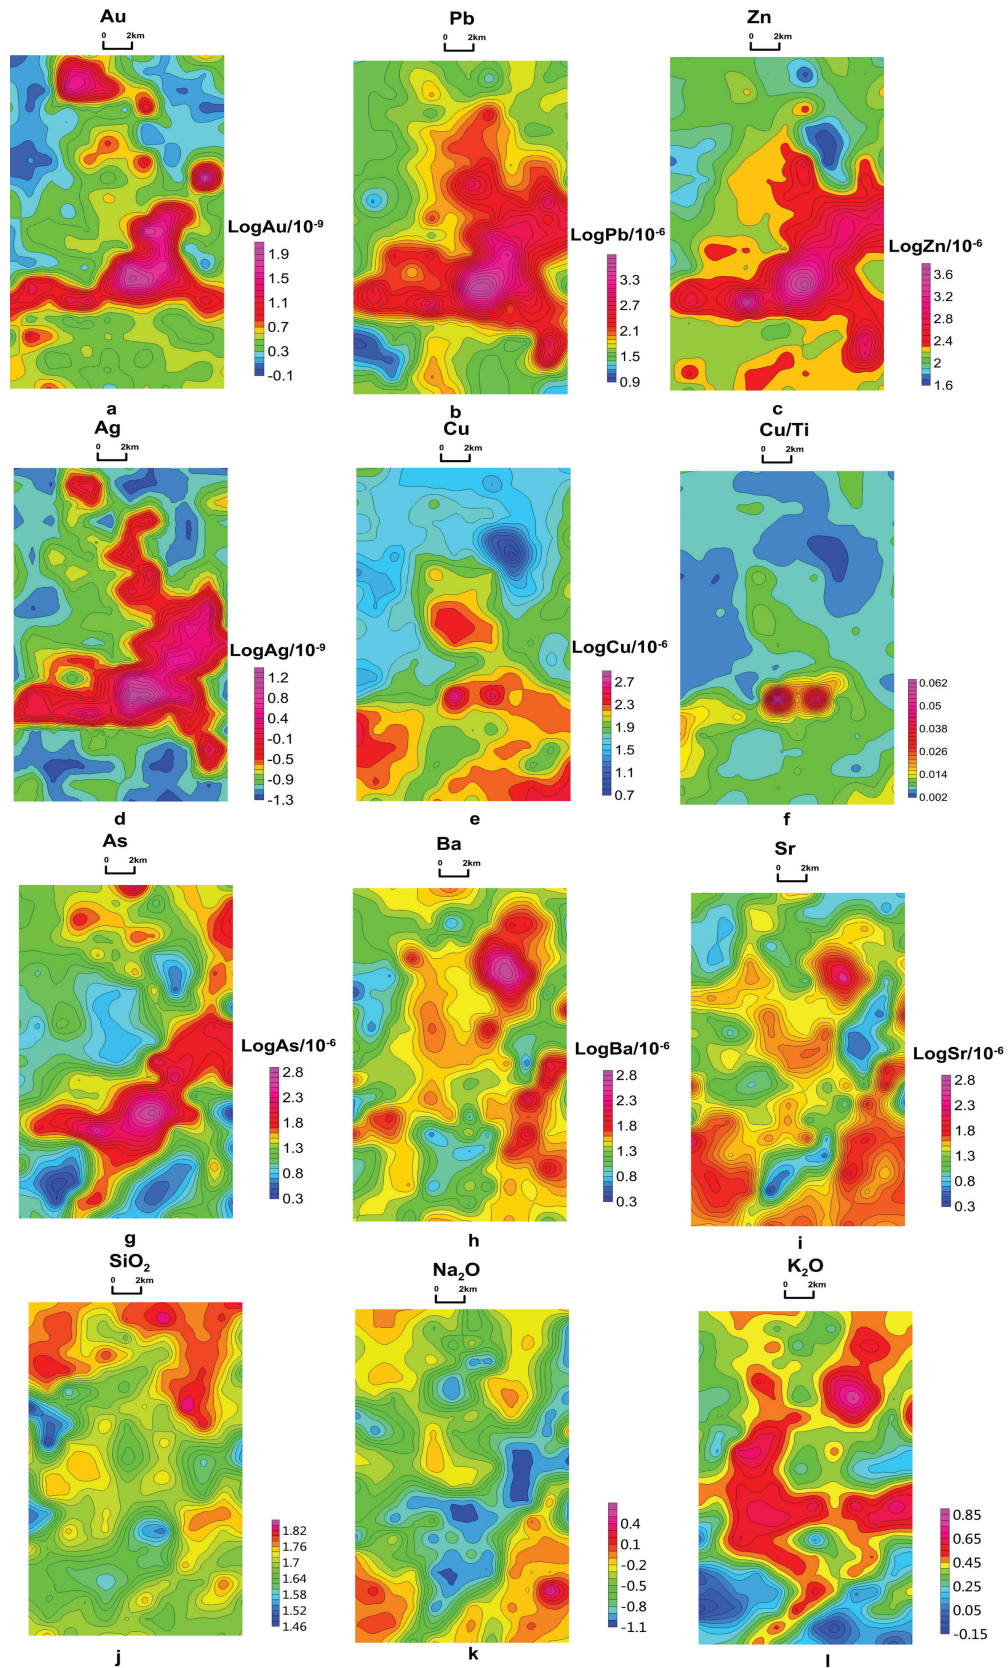 Au
0 2km
LogAu/10⁻⁹
1.9
1.5
1.1
0.7
0.3
-0.1
a
Pb
0 2km
LogPb/10⁻⁶
3.3
2.7
2.1
1.5
0.9
b
Zn
0 2km
LogZn/10⁻⁶
3.6
3.2
2.8
2.4
2
1.6
c
Ag
0 2km
LogAg/10⁻⁹
1.2
0.8
0.4
-0.1
-0.5
-0.9
-1.3
d
Cu
0 2km
LogCu/10⁻⁶
2.7
2.3
1.9
1.5
1.1
0.7
e
Cu/Ti
0 2km
0.062
0.05
0.038
0.026
0.014
0.002
f
As
0 2km
LogAs/10⁻⁶
2.8
2.3
1.8
1.3
0.8
0.3
g
Ba
0 2km
LogBa/10⁻⁶
2.8
2.3
1.8
1.3
0.8
0.3
h
Sr
0 2km
LogSr/10⁻⁶
2.8
2.3
1.8
1.3
0.8
0.3
i
SiO₂
0 2km
1.82
1.76
1.7
1.64
1.58
1.52
1.46
j
Na₂O
0 2km
0.4
0.1
-0.2
-0.5
-0.8
-1.1
k
K₂O
0 2km
0.85
0.65
0.45
0.25
0.05
-0.15
l